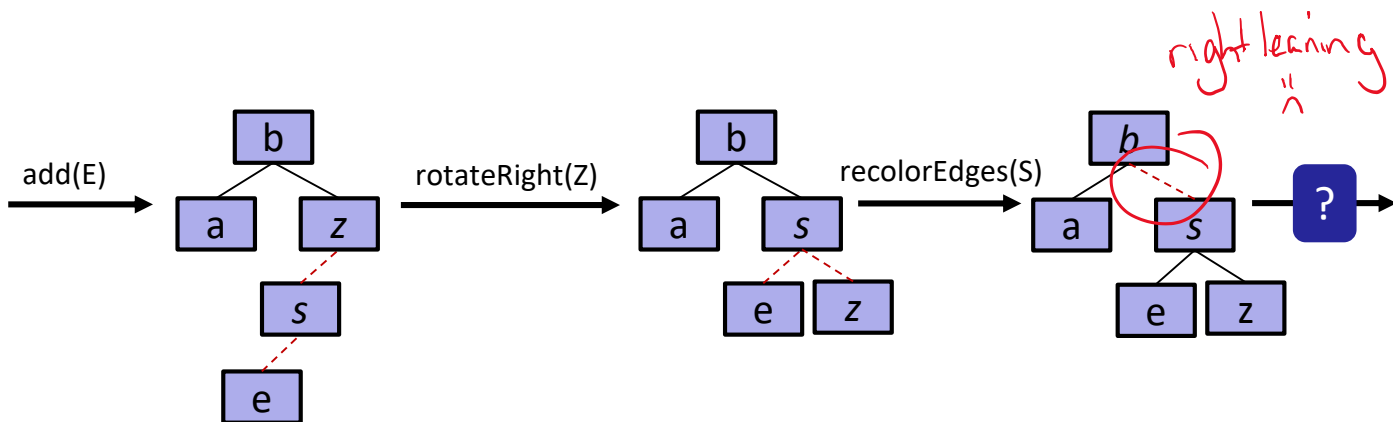 right leaning
add(E)
b
a
z
s
e
rotateRight(Z)
b
a
s
e
z
recolorEdges(S)
b
a
s
e
z
?